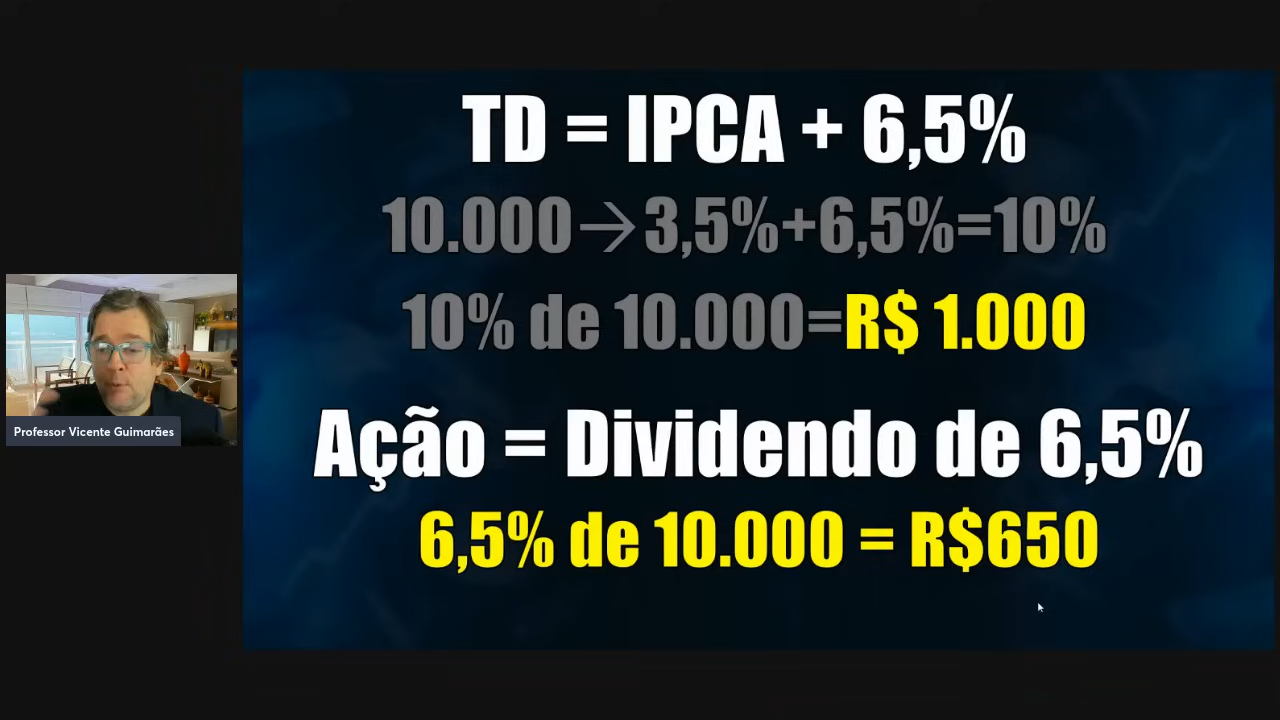 TD = IPCA + 6,5%
10.000→3,5%+6,5%=10%
10% de 10.000=R$ 1.000
Ação = Dividendo de 6,5%
6,5% de 10.000 = R$650
Professor Vicente Guimarães